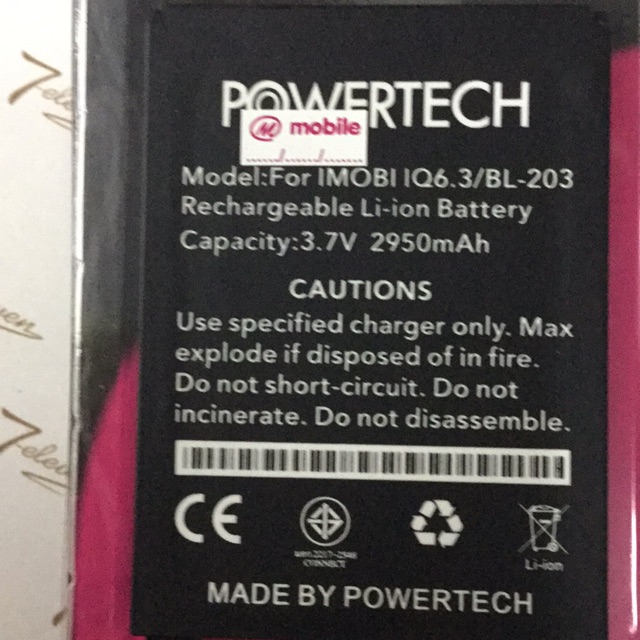 POWERTECH
mobile
....../....../......
Model:For IMOBI IQ6.3/BL-203
Rechargeable Li-ion Battery
Capacity:3.7V 2950mAh
CAUTIONS
Use specified charger only. Max
explode if disposed of in fire.
Do not short-circuit. Do not
incinerate. Do not disassemble.
CE
Li-ion
MADE BY POWERTECH
7eleven